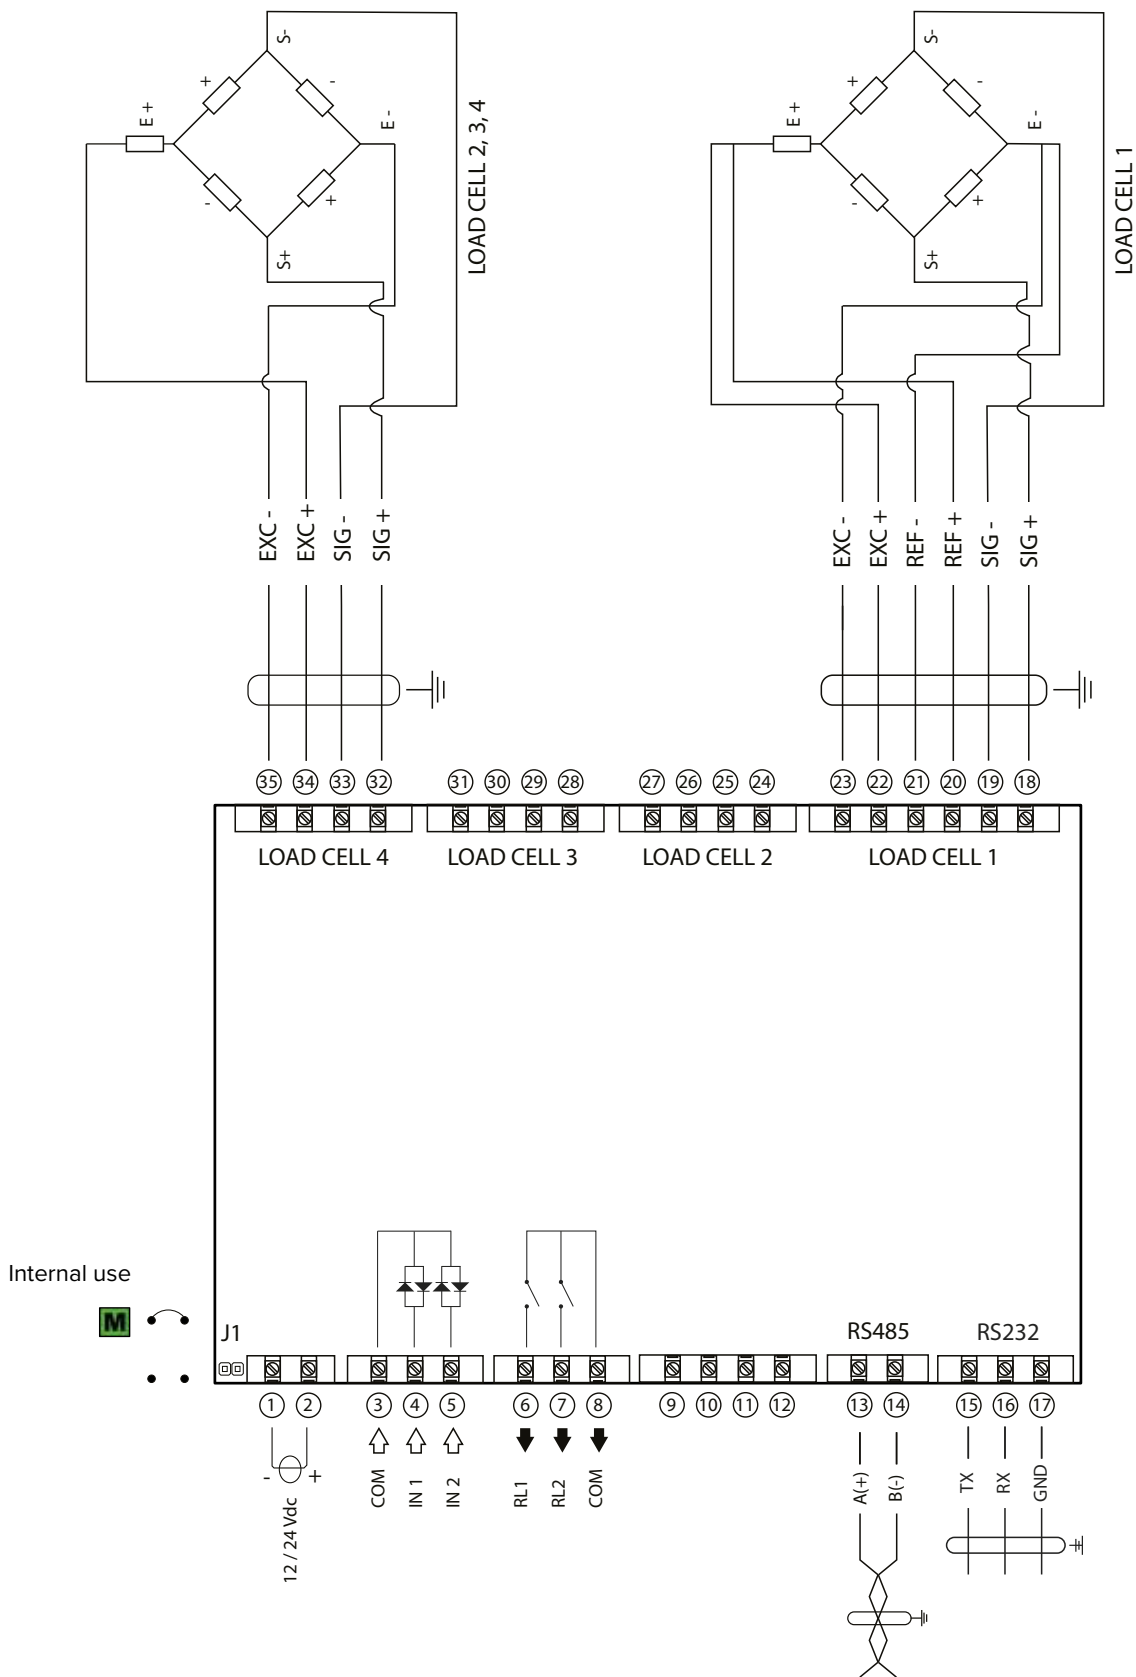 S-
+
-
E +
E -
-
+
S+
LOAD CELL 2, 3, 4
S-
+
-
E +
E -
-
+
S+
LOAD CELL 1
EXC -
EXC +
SIG -
SIG +
EXC -
EXC +
REF -
REF +
SIG -
SIG +
35 34 33 32
31 30 29 28
27 26 25 24
23 22 21 20 19 18
LOAD CELL 4
LOAD CELL 3
LOAD CELL 2
LOAD CELL 1
Internal use
M
J1
RS485
RS232
1 2
3 4 5
6 7 8
9 10 11 12
13 14
15 16 17
- +
12 / 24 Vdc
COM
IN 1
IN 2
RL1
RL2
COM
A(+)
B(-)
TX
RX
GND